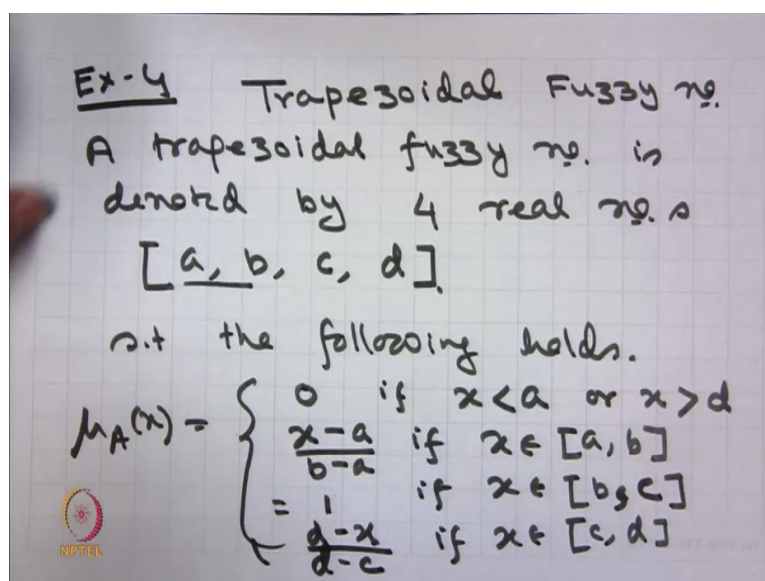 Ex-4 Trapezoidal Fuzzy no.
A trapezoidal fuzzy no. is
denoted by 4 real no.s
[a, b, c, d].
s.t the following holds.
μ_A(x) = { 0 if x < a or x > d
x-a/b-a if x ∈ [a, b]
= 1 if x ∈ [b, c]
d-x/d-c if x ∈ [c, d]
NPTEL